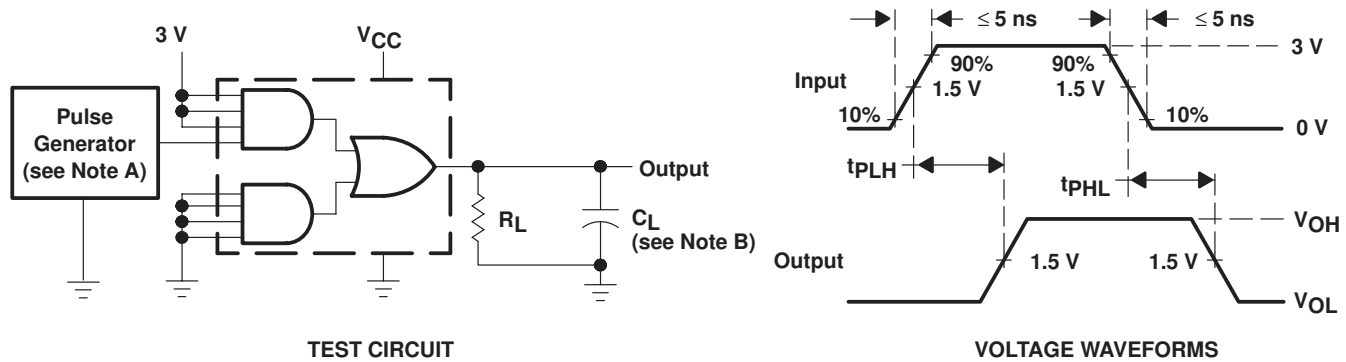 3 V
VCC
Pulse
Generator
(see Note A)
Output
RL
CL
(see Note B)
TEST CIRCUIT
≤ 5 ns
≤ 5 ns
3 V
90%
90%
Input
1.5 V
1.5 V
10%
10%
0 V
tPLH
tPHL
VOH
Output
1.5 V
1.5 V
VOL
VOLTAGE WAVEFORMS